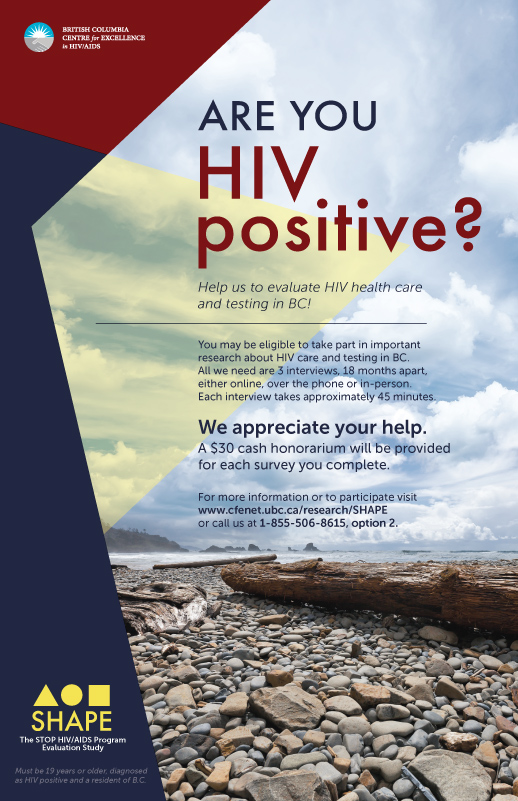 BRITISH COLUMBIA
CENTRE for EXCELLENCE
in HIV/AIDS
ARE YOU
HIV
positive?
Help us to evaluate HIV health care
and testing in BC!
You may be eligible to take part in important
research about HIV care and testing in BC.
All we need are 3 interviews, 18 months apart,
either online, over the phone or in-person.
Each interview takes approximately 45 minutes.
We appreciate your help.
A $30 cash honorarium will be provided
for each survey you complete.
For more information or to participate visit
www.cfenet.ubc.ca/research/SHAPE
or call us at 1-855-506-8615, option 2.
SHAPE
The STOP HIV/AIDS Program
Evaluation Study
Must be 19 years or older, diagnosed
as HIV positive and a resident of B.C.